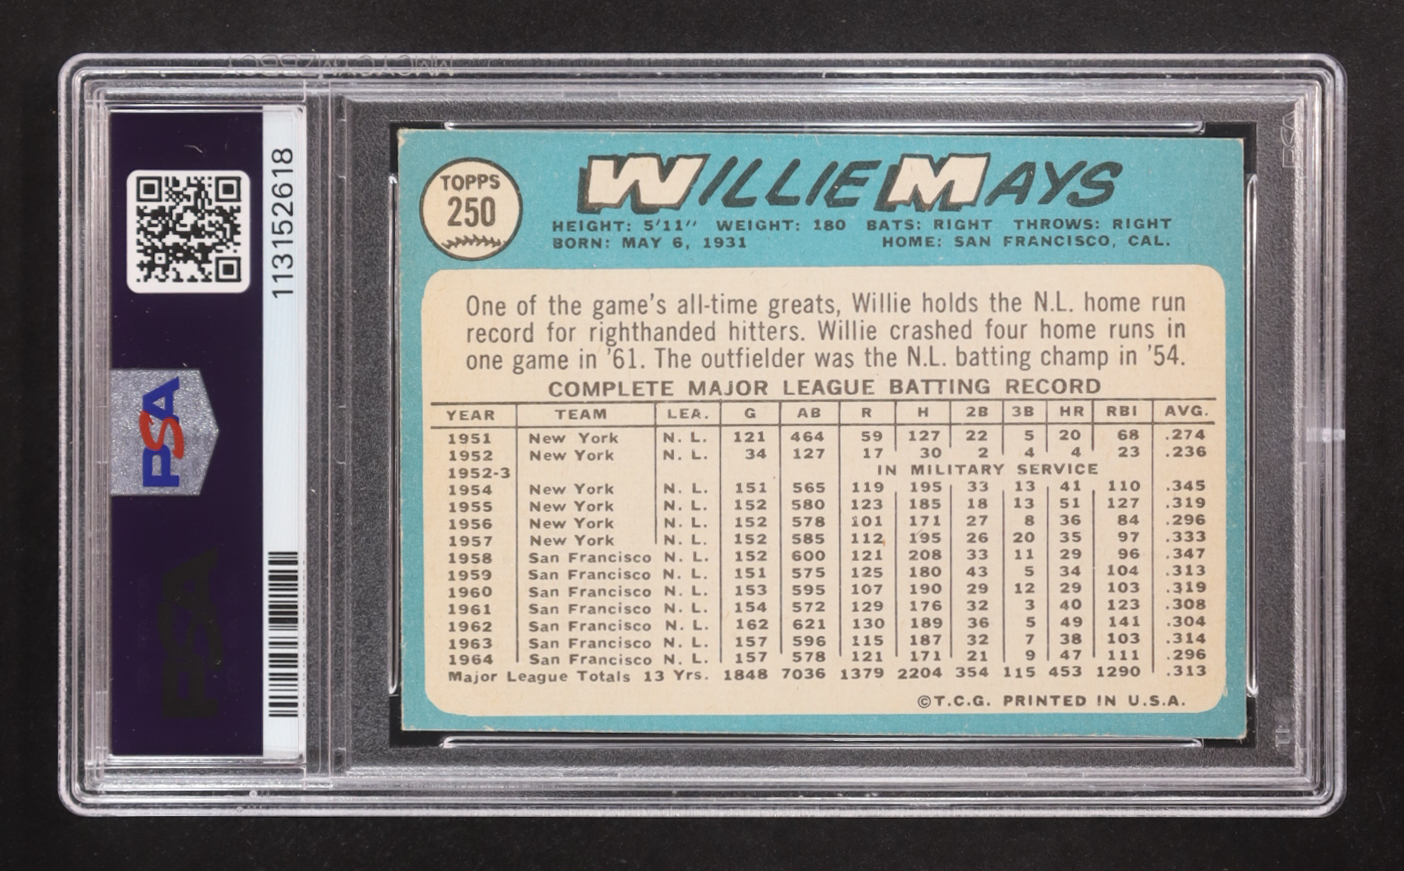 113152618
PSA
PSA
TOPPS
250
WILLIE MAYS
HEIGHT: 5'11" WEIGHT: 180 BATS: RIGHT THROWS: RIGHT
BORN: MAY 6, 1931 HOME: SAN FRANCISCO, CAL.
One of the game's all-time greats, Willie holds the N.L. home run
record for righthanded hitters. Willie crashed four home runs in
one game in '61. The outfielder was the N.L. batting champ in '54.
COMPLETE MAJOR LEAGUE BATTING RECORD
YEAR TEAM LEA. G AB R H 2B 3B HR RBI AVG.
1951 New York N. L. 121 464 59 127 22 5 20 68 .274
1952 New York N. L. 34 127 17 30 2 4 4 23 .236
1952-3 IN MILITARY SERVICE
1954 New York N. L. 151 565 119 195 33 13 41 110 .345
1955 New York N. L. 152 580 123 185 18 13 51 127 .319
1956 New York N. L. 152 578 101 171 27 8 36 84 .296
1957 New York N. L. 152 585 112 195 26 20 35 97 .333
1958 San Francisco N. L. 152 600 121 208 33 11 29 96 .347
1959 San Francisco N. L. 151 575 125 180 43 5 34 104 .313
1960 San Francisco N. L. 153 595 107 190 29 12 29 103 .319
1961 San Francisco N. L. 154 572 129 176 32 3 40 123 .308
1962 San Francisco N. L. 162 621 130 189 36 5 49 141 .304
1963 San Francisco N. L. 157 596 115 187 32 7 38 103 .314
1964 San Francisco N. L. 157 578 121 171 21 9 47 111 .296
Major League Totals 13 Yrs. 1848 7036 1379 2204 354 115 453 1290 .313
©T.C.G. PRINTED IN U.S.A.